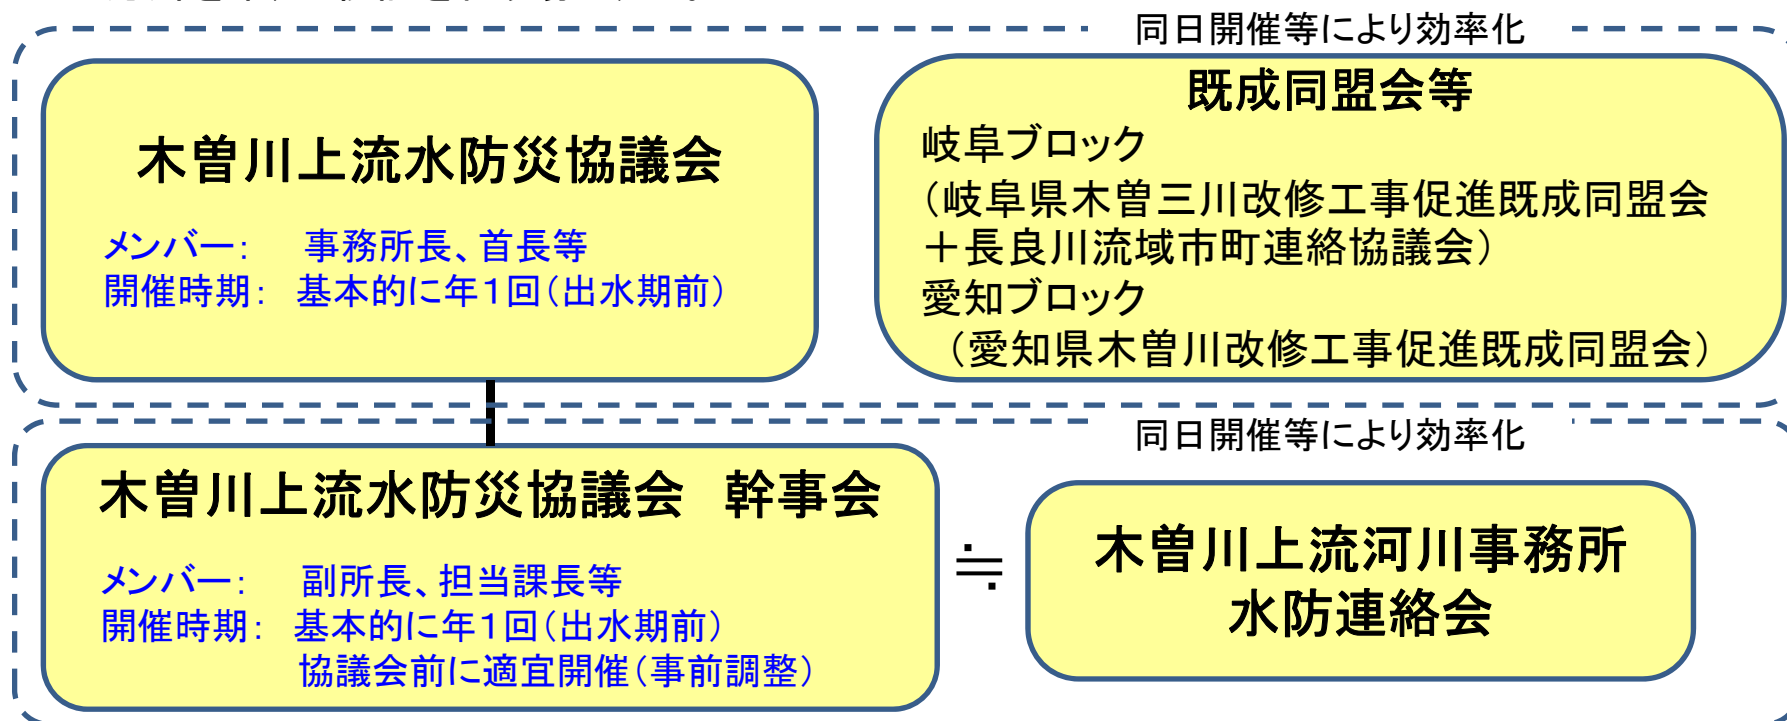 同日開催等により効率化
木曽川上流水防災協議会
メンバー： 事務所長、首長等
開催時期： 基本的に年１回（出水期前）
既成同盟会等
岐阜ブロック
（岐阜県木曽三川改修工事促進既成同盟会
＋長良川流域市町連絡協議会）
愛知ブロック
（愛知県木曽川改修工事促進既成同盟会）
同日開催等により効率化
木曽川上流水防災協議会 幹事会
メンバー： 副所長、担当課長等
開催時期： 基本的に年１回（出水期前）
協議会前に適宜開催（事前調整）
≒
木曽川上流河川事務所
水防連絡会